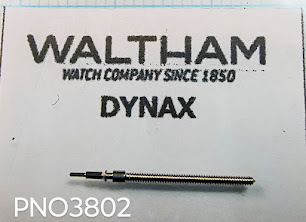 WALTHAM
WATCH COMPANY SINCE 1850
DYNAX
PNO3802